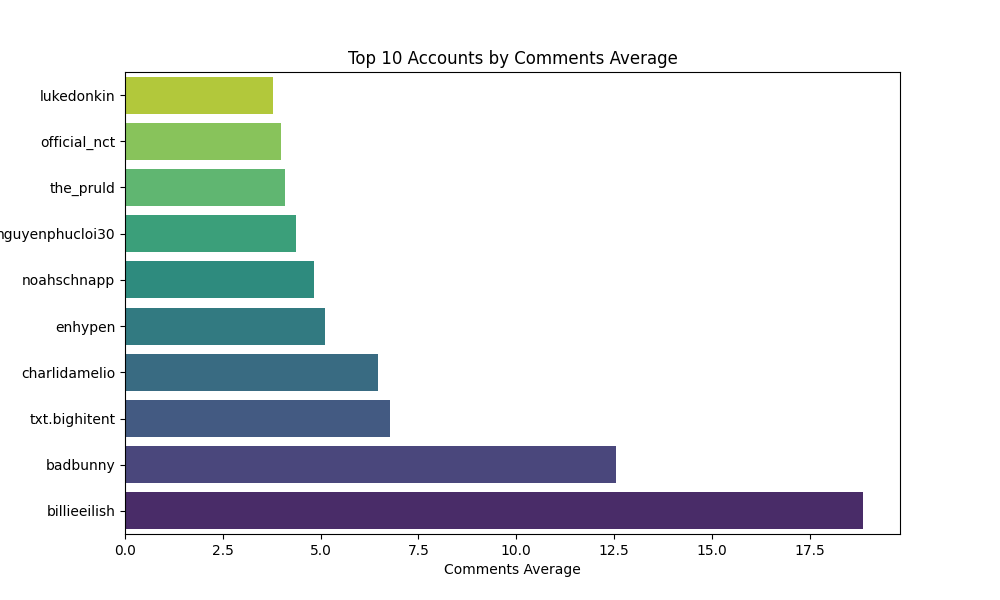 Top 10 Accounts by Comments Average
lukedonkin
official_nct
the_pruld
nguyenphucloi30
noahschnapp
enhypen
charlidamelio
txt.bighitent
badbunny
billieeilish
0.0 2.5 5.0 7.5 10.0 12.5 15.0 17.5
Comments Average